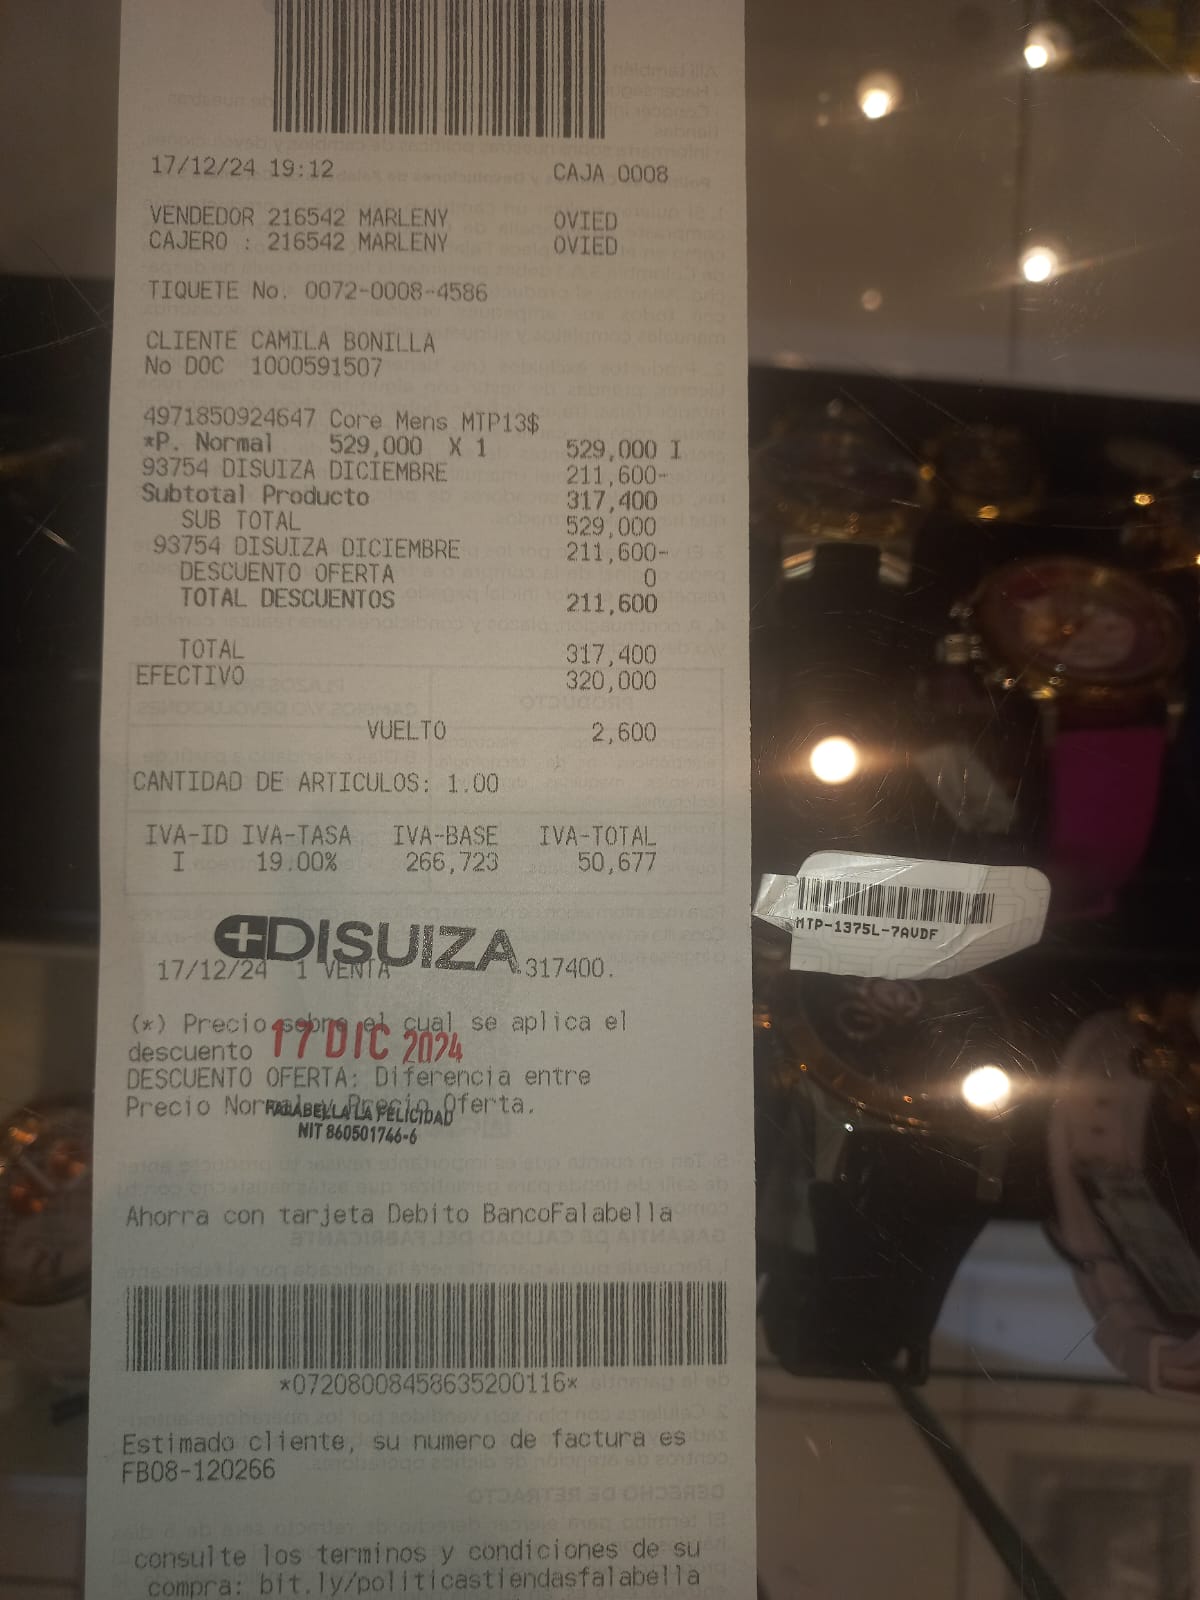 17/12/24 19:12 CAJA 0008
VENDEDOR 216542 MARLENY OVIED
CAJERO : 216542 MARLENY OVIED
TIQUETE No. 0072-0008-4586
CLIENTE CAMILA BONILLA
No DOC 1000591507
4971850924647 Core Mens MTP13$
*P. Normal 529,000 X 1 529,000 I
93754 DISUIZA DICIEMBRE 211,600-
Subtotal Producto 317,400
SUB TOTAL 529,000
93754 DISUIZA DICIEMBRE 211,600-
DESCUENTO OFERTA 0
TOTAL DESCUENTOS 211,600
TOTAL 317,400
EFECTIVO 320,000
VUELTO 2,600
CANTIDAD DE ARTICULOS: 1.00
IVA-ID IVA-TASA IVA-BASE IVA-TOTAL
I 19.00% 266,723 50,677
DISUIZA
17/12/24 1 VENTA 317400.
(*) Precio sobre el cual se aplica el
descuento
17 DIC 2024
DESCUENTO OFERTA: Diferencia entre
Precio Normal y Precio Oferta.
FALABELLA LA FELICIDAD
NIT 860501746-6
Ahorra con tarjeta Debito BancoFalabella
*07208008458635200116*
Estimado cliente, su numero de factura es
FB08-120266
consulte los terminos y condiciones de su
compra: bit.ly/politicastiendasfalabella
MTP-1375L-7AVDF